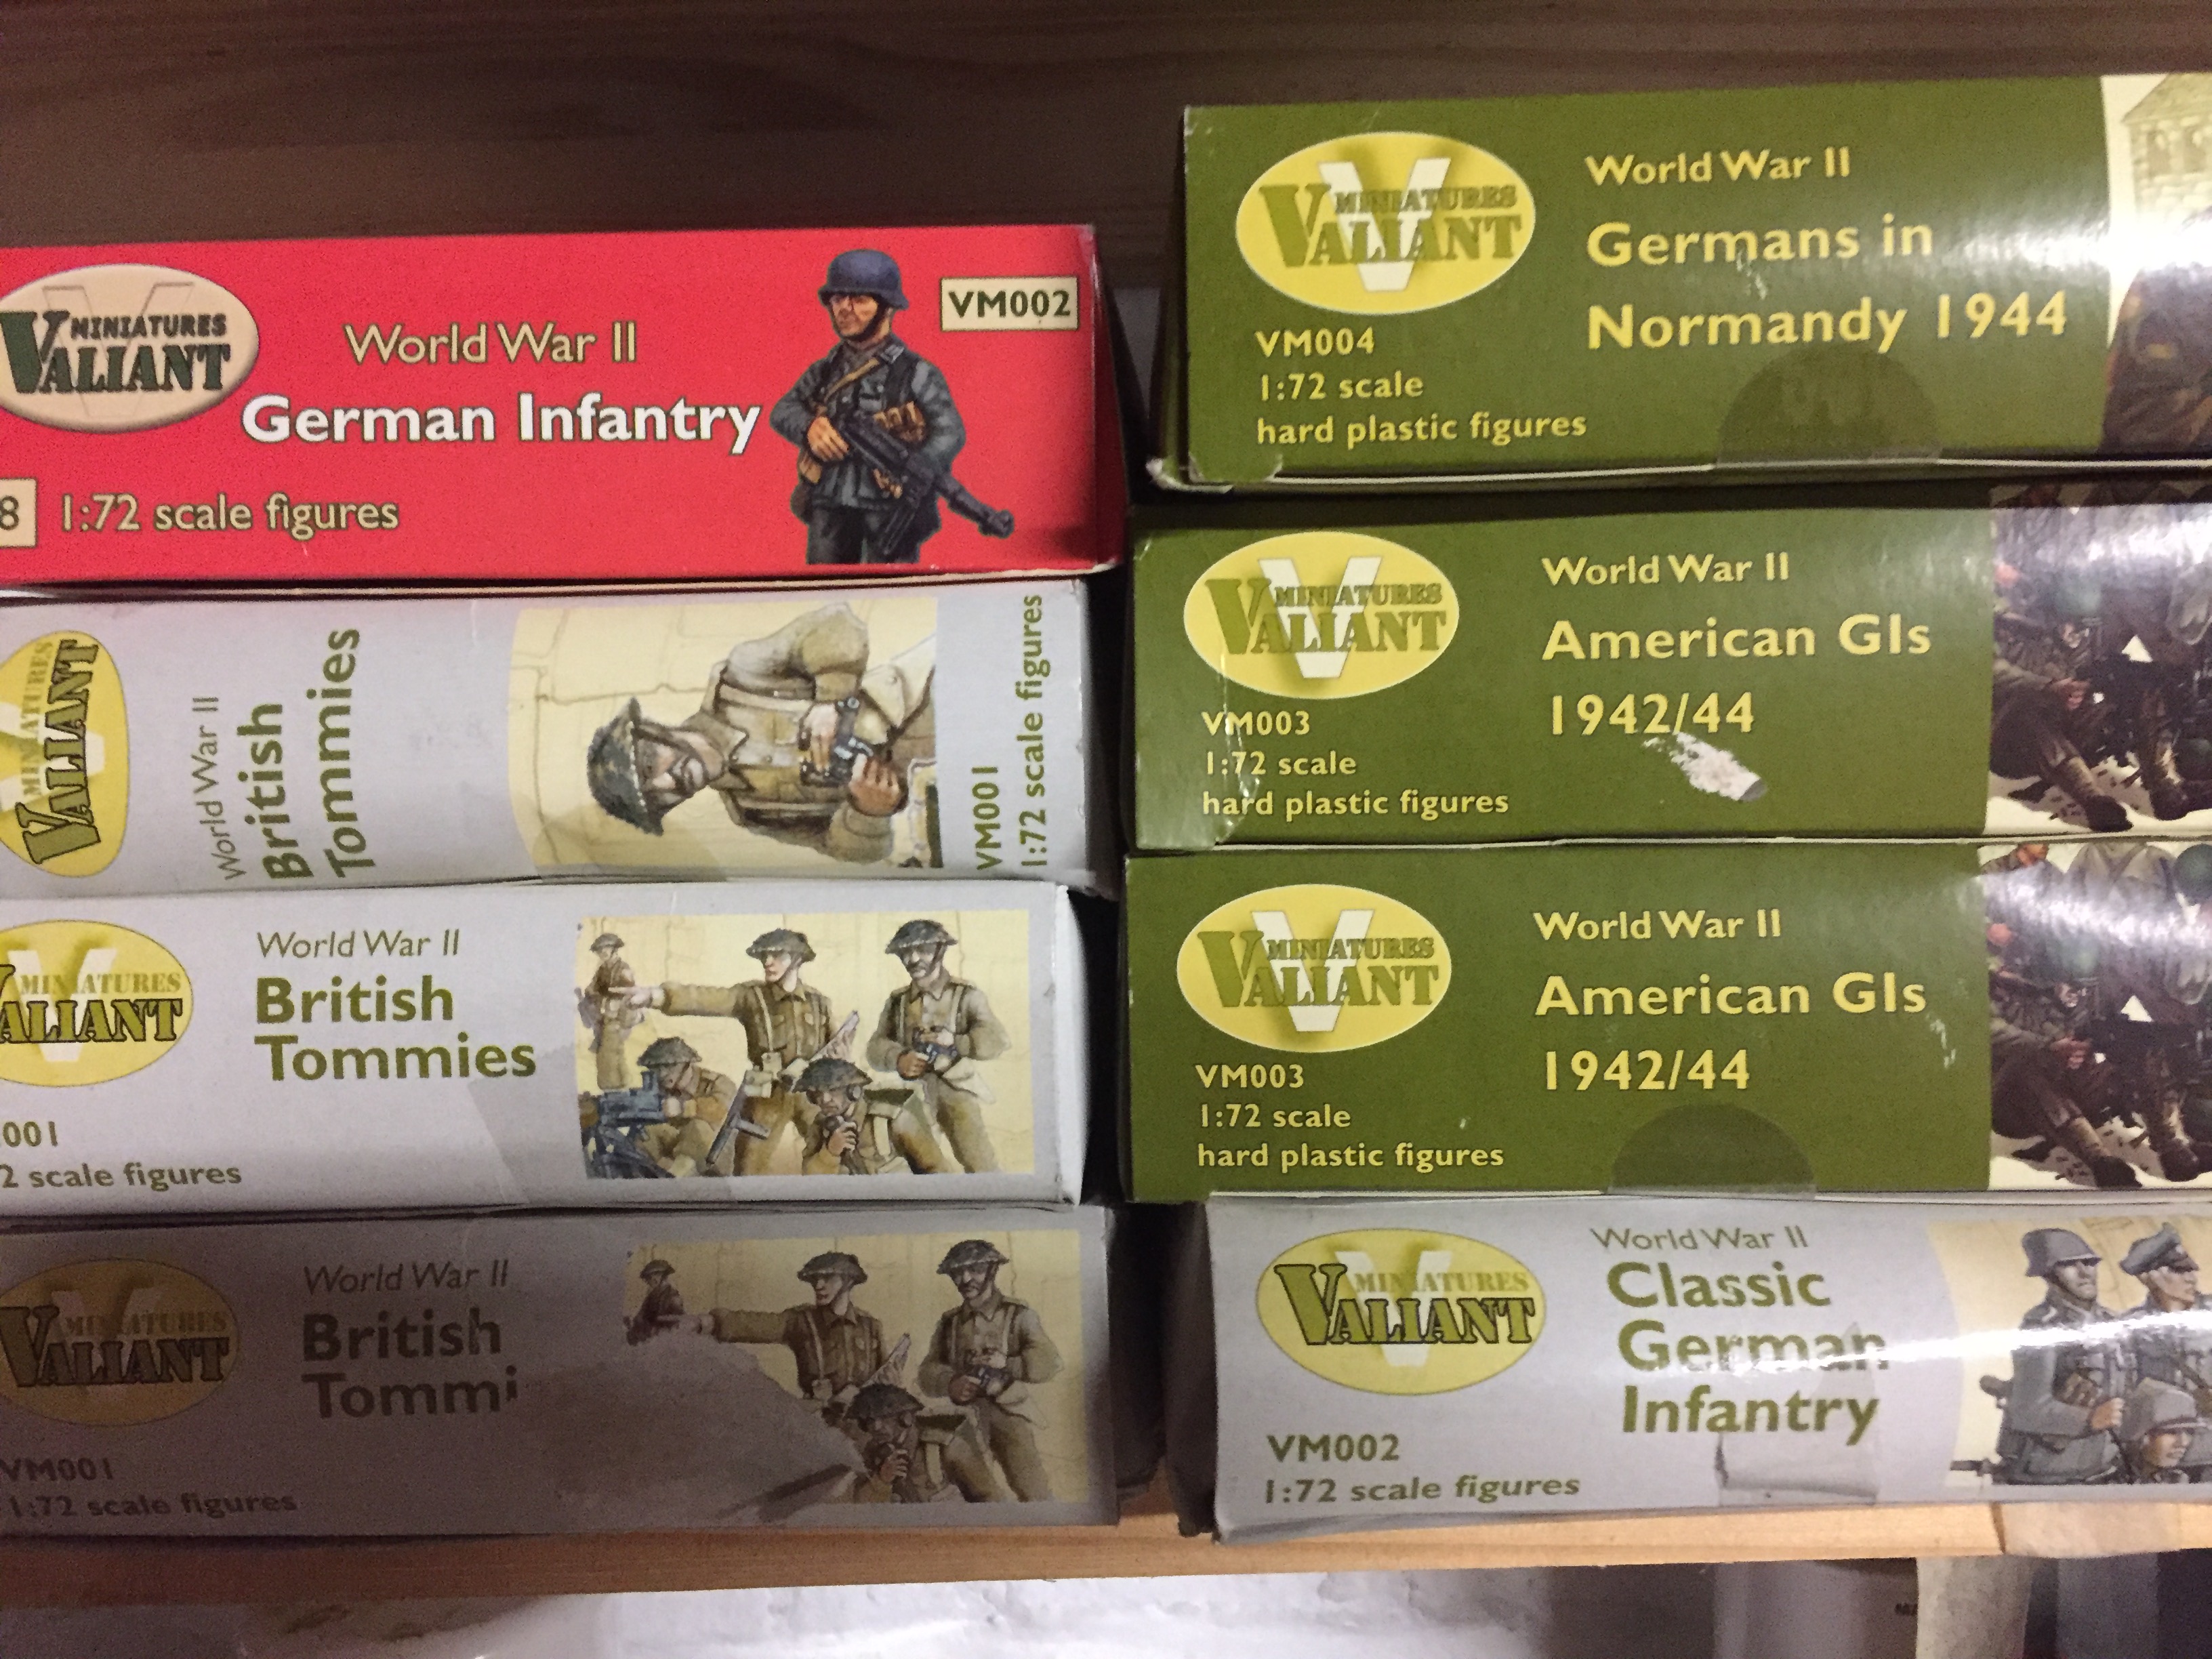 MINIATURES
VALIANT
World War II
German Infantry
VM002
8
1:72 scale figures
MINIATURES
VALIANT
World War II
British
Tommies
VM001
1:72 scale figures
MINIATURES
VALIANT
World War II
British
Tommies
001
2 scale figures
MINIATURES
VALIANT
World War II
British
Tommi
VM001
1:72 scale figures
MINIATURES
VALIANT
VM004
1:72 scale
hard plastic figures
World War II
Germans in
Normandy 1944
MINIATURES
VALIANT
VM003
1:72 scale
hard plastic figures
World War II
American GIs
1942/44
MINIATURES
VALIANT
VM003
1:72 scale
hard plastic figures
World War II
American GIs
1942/44
MINIATURES
VALIANT
VM002
1:72 scale figures
World War II
Classic
German
Infantry